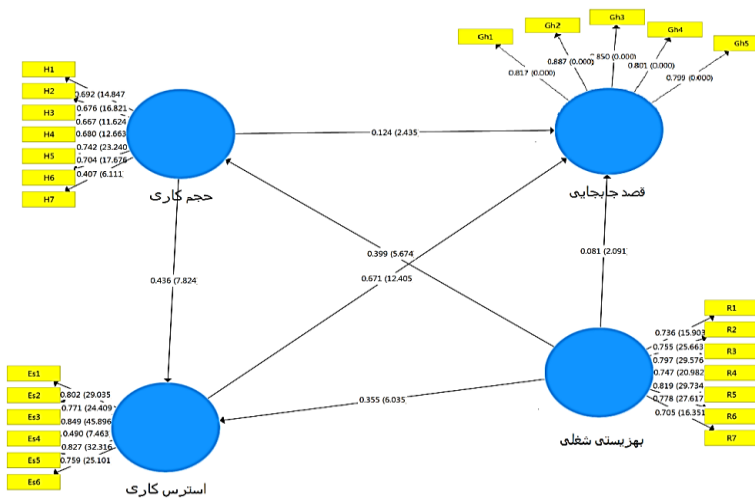 Gh1
Gh2
Gh3
Gh4
Gh5
0.817 (0.000)
0.887 (0.000)
0.850 (0.000)
0.801 (0.000)
0.799 (0.000)
H1
H2
H3
H4
H5
H6
H7
0.692 (14.847
0.676 (16.821
0.667 (11.624
0.680 (12.663
0.742 (23.240
0.704 (17.676
0.407 (6.111)
حجم کاری
قصد جابجایی
0.124 (2.435
0.399 (5.674)
0.671 (12.405
0.081 (2.091)
0.436 (7.824)
0.355 (6.035)
R1
R2
R3
R4
R5
R6
R7
0.736 (15.903
0.755 (25.663
0.797 (29.576
0.747 (20.982
0.819 (29.734
0.778 (27.617
0.705 (16.351
بهزیستی شغلی
Es1
Es2
Es3
Es4
Es5
Es6
0.802 (29.035
0.771 (24.409
0.849 (45.896
0.490 (7.463)
0.827 (32.316
0.759 (25.101
استرس کاری